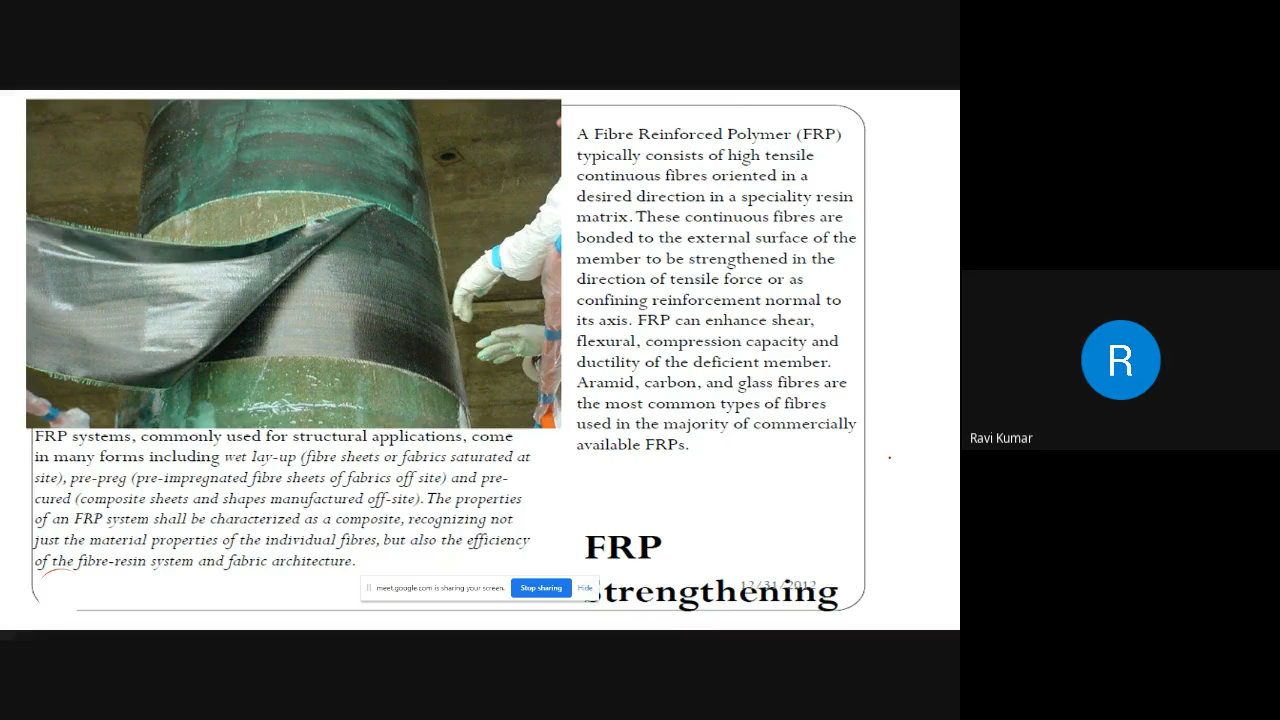 A Fibre Reinforced Polymer (FRP)
typically consists of high tensile
continuous fibres oriented in a
desired direction in a speciality resin
matrix. These continuous fibres are
bonded to the external surface of the
member to be strengthened in the
direction of tensile force or as
confining reinforcement normal to
its axis. FRP can enhance shear,
flexural, compression capacity and
ductility of the deficient member.
Aramid, carbon, and glass fibres are
the most common types of fibres
used in the majority of commercially
available FRPs.
FRP systems, commonly used for structural applications, come
in many forms including wet lay-up (fibre sheets or fabrics saturated at
site), pre-preg (pre-impregnated fibre sheets of fabrics off site) and pre-
cured (composite sheets and shapes manufactured off-site). The properties
of an FRP system shall be characterized as a composite, recognizing not
just the material properties of the individual fibres, but also the efficiency
of the fibre-resin system and fabric architecture.
FRP
Strengthening
12/31/2012
meet.google.com is sharing your screen.
Stop sharing
Hide
R
Ravi Kumar